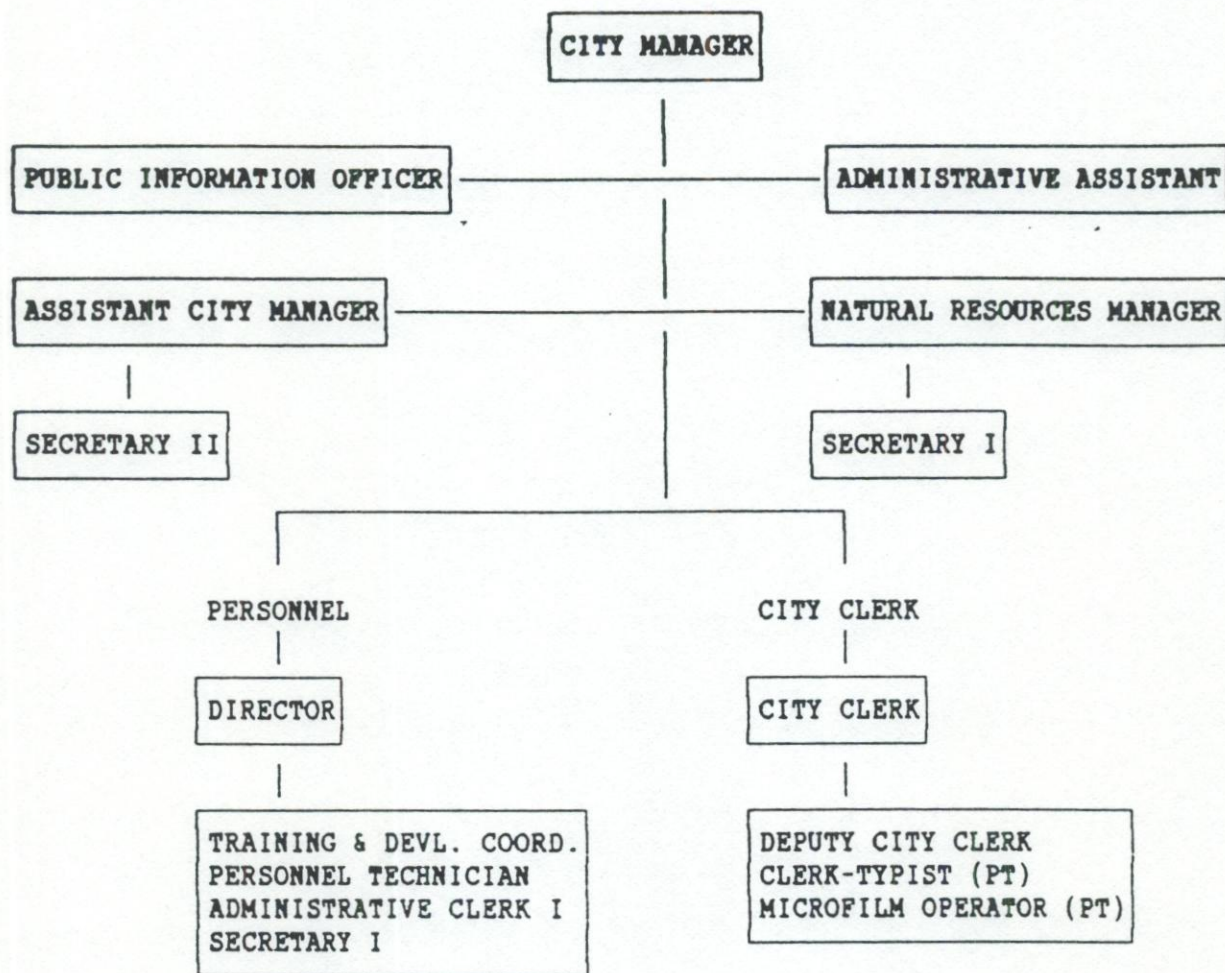 CITY MANAGER
PUBLIC INFORMATION OFFICER
ADMINISTRATIVE ASSISTANT
ASSISTANT CITY MANAGER
NATURAL RESOURCES MANAGER
SECRETARY II
SECRETARY I
PERSONNEL
CITY CLERK
DIRECTOR
CITY CLERK
TRAINING & DEVL. COORD.
PERSONNEL TECHNICIAN
ADMINISTRATIVE CLERK I
SECRETARY I
DEPUTY CITY CLERK
CLERK-TYPIST (PT)
MICROFILM OPERATOR (PT)